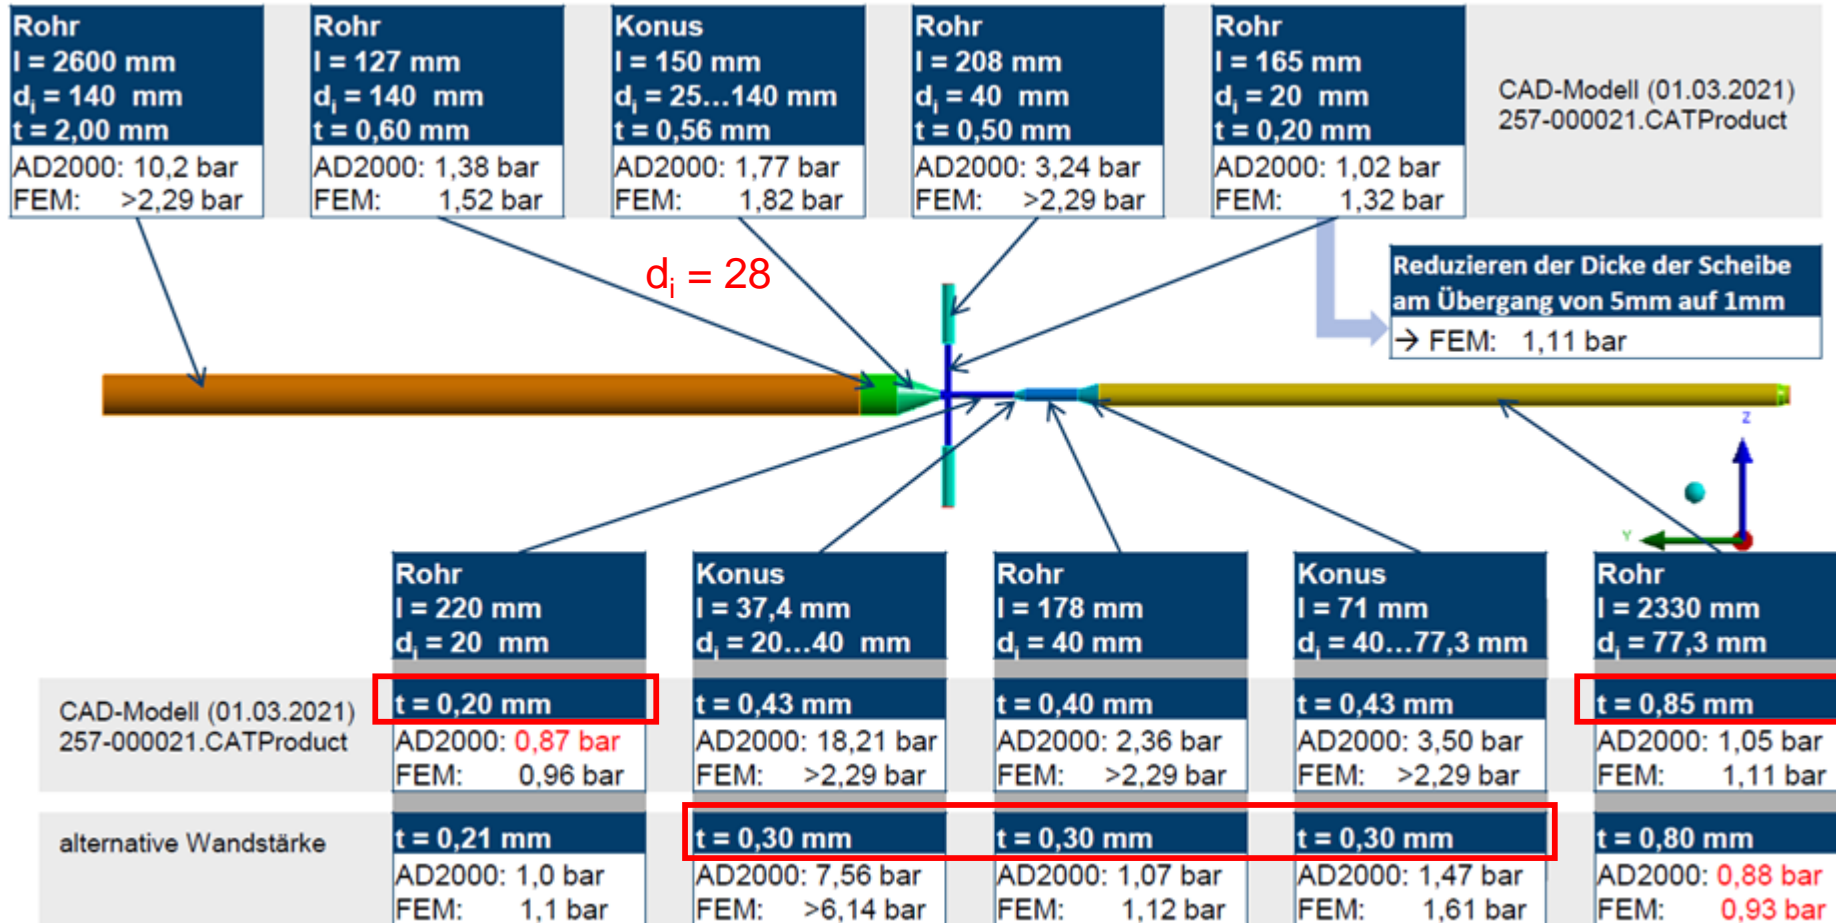 Rohr
l = 2600 mm
di = 140 mm
t = 2,00 mm
AD2000: 10,2 bar
FEM: >2,29 bar
Rohr
l = 127 mm
di = 140 mm
t = 0,60 mm
AD2000: 1,38 bar
FEM: 1,52 bar
Konus
l = 150 mm
di = 25...140 mm
t = 0,56 mm
AD2000: 1,77 bar
FEM: 1,82 bar
Rohr
l = 208 mm
di = 40 mm
t = 0,50 mm
AD2000: 3,24 bar
FEM: >2,29 bar
Rohr
l = 165 mm
di = 20 mm
t = 0,20 mm
AD2000: 1,02 bar
FEM: 1,32 bar
CAD-Modell (01.03.2021)
257-000021.CATProduct
di = 28
Reduzieren der Dicke der Scheibe
am Übergang von 5mm auf 1mm
→ FEM: 1,11 bar
Z
Y
Rohr
l = 220 mm
di = 20 mm
Konus
l = 37,4 mm
di = 20...40 mm
Rohr
l = 178 mm
di = 40 mm
Konus
l = 71 mm
di = 40...77,3 mm
Rohr
l = 2330 mm
di = 77,3 mm
CAD-Modell (01.03.2021)
257-000021.CATProduct
t = 0,20 mm
AD2000: 0,87 bar
FEM: 0,96 bar
t = 0,43 mm
AD2000: 18,21 bar
FEM: >2,29 bar
t = 0,40 mm
AD2000: 2,36 bar
FEM: >2,29 bar
t = 0,43 mm
AD2000: 3,50 bar
FEM: >2,29 bar
t = 0,85 mm
AD2000: 1,05 bar
FEM: 1,11 bar
alternative Wandstärke
t = 0,21 mm
AD2000: 1,0 bar
FEM: 1,1 bar
t = 0,30 mm
AD2000: 7,56 bar
FEM: >6,14 bar
t = 0,30 mm
AD2000: 1,07 bar
FEM: 1,12 bar
t = 0,30 mm
AD2000: 1,47 bar
FEM: 1,61 bar
t = 0,80 mm
AD2000: 0,88 bar
FEM: 0,93 bar